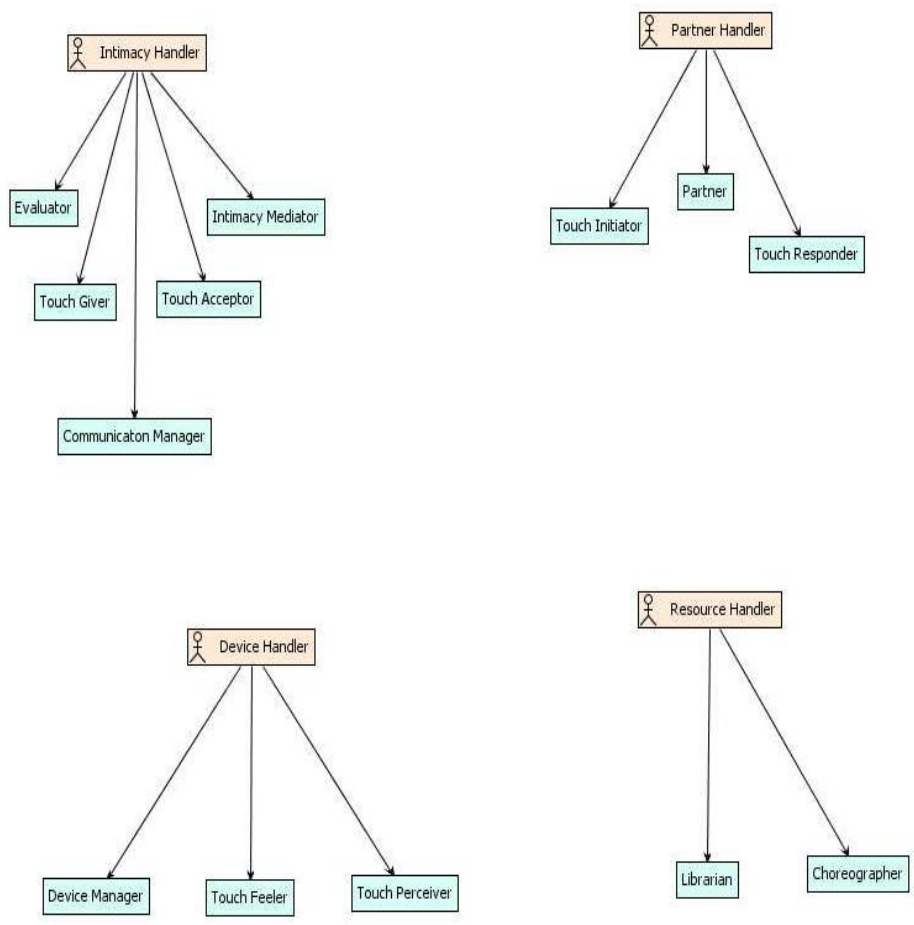 Intimacy Handler
Evaluator
Intimacy Mediator
Touch Giver
Touch Acceptor
Communicaton Manager
Partner Handler
Partner
Touch Initiator
Touch Responder
Device Handler
Device Manager
Touch Feeler
Touch Perceiver
Resource Handler
Librarian
Choreographer